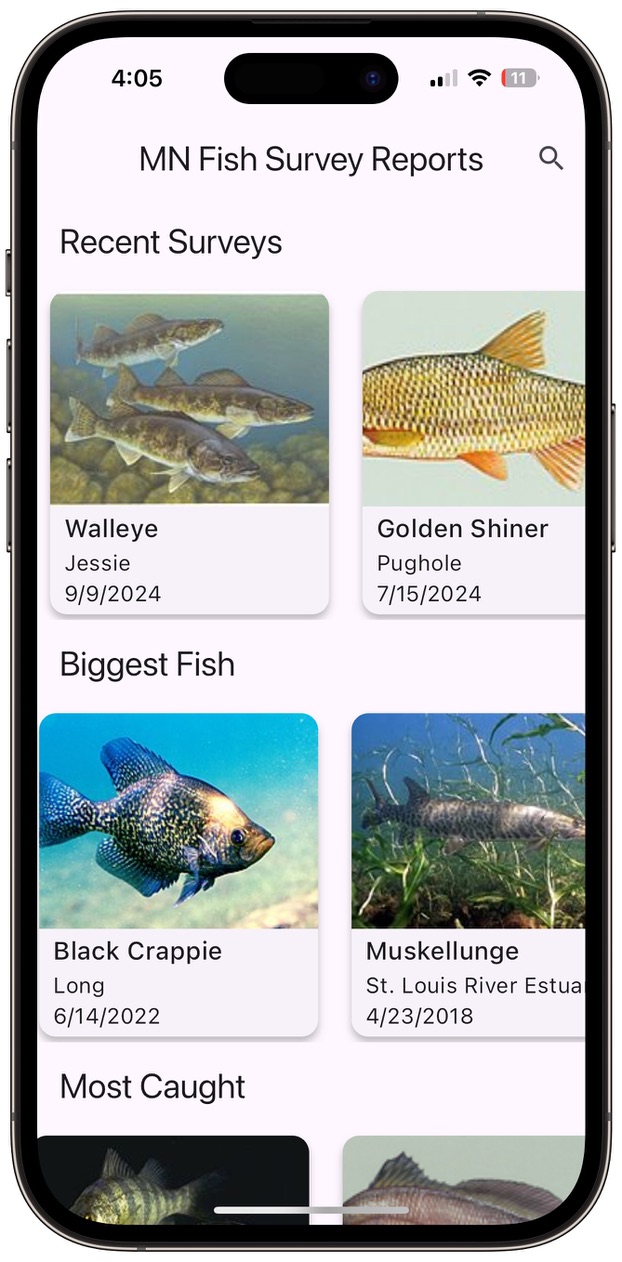 4:05
11
MN Fish Survey Reports
Recent Surveys
Walleye
Jessie
9/9/2024
Golden Shiner
Pughole
7/15/2024
Biggest Fish
Black Crappie
Long
6/14/2022
Muskellunge
St. Louis River Estua
4/23/2018
Most Caught